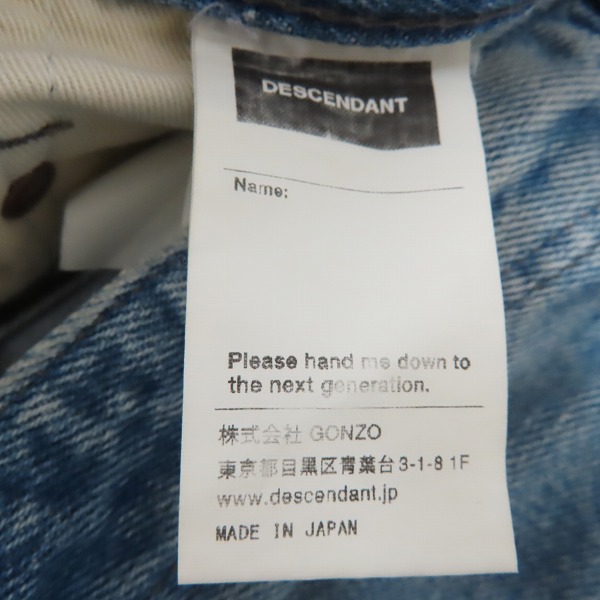 DESCENDANT
Name:
Please hand me down to
the next generation.
株式会社 GONZO
東京都目黒区青葉台3-1-8 1F
www.descendant.jp
MADE IN JAPAN